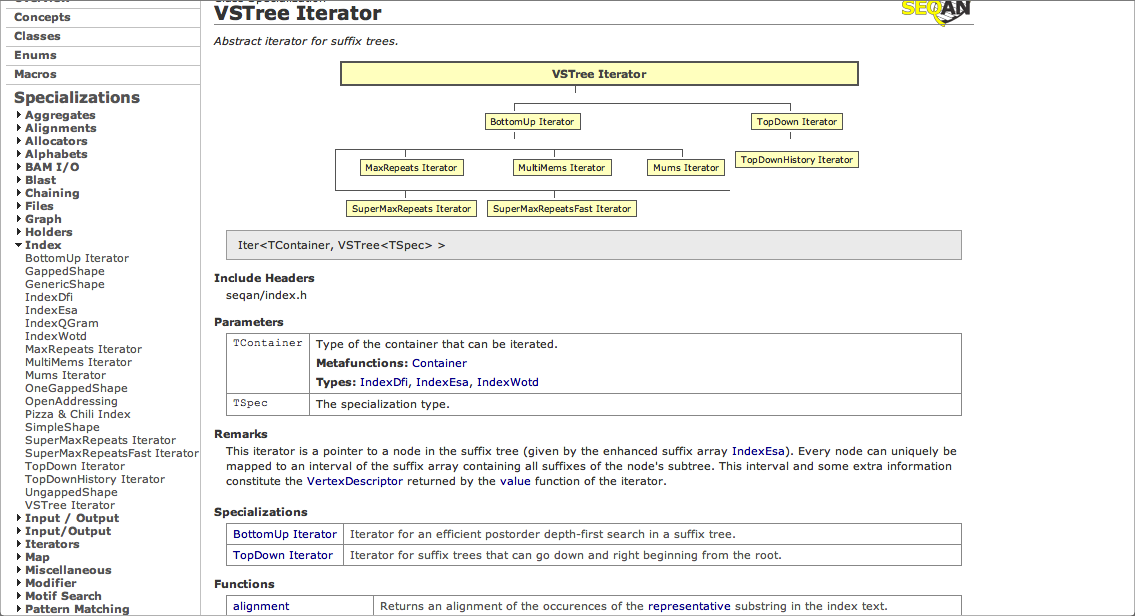 Concepts
Classes
Enums
Macros
Specializations
Aggregates
Alignments
Allocators
Alphabets
BAM I/O
Blast
Chaining
Files
Graph
Holders
Index
BottomUp Iterator
GappedShape
GenericShape
IndexDfi
IndexEsa
IndexQGram
IndexWotd
MaxRepeats Iterator
MultiMems Iterator
Mums Iterator
OneGappedShape
OpenAddressing
Pizza & Chili Index
SimpleShape
SuperMaxRepeats Iterator
SuperMaxRepeatsFast Iterator
TopDown Iterator
TopDownHistory Iterator
UngappedShape
VSTree Iterator
Input / Output
Input/Output
Iterators
Map
Miscellaneous
Modifier
Motif Search
Pattern Matching
VSTree Iterator
SEQAN
Abstract iterator for suffix trees.
VSTree Iterator
BottomUp Iterator
TopDown Iterator
MaxRepeats Iterator
MultiMems Iterator
Mums Iterator
TopDownHistory Iterator
SuperMaxRepeats Iterator
SuperMaxRepeatsFast Iterator
Iter<TContainer, VSTree<TSpec> >
Include Headers
seqan/index.h
Parameters
TContainer Type of the container that can be iterated.
Metafunctions: Container
Types: IndexDfi, IndexEsa, IndexWotd
TSpec The specialization type.
Remarks
This iterator is a pointer to a node in the suffix tree (given by the enhanced suffix array IndexEsa). Every node can uniquely be
mapped to an interval of the suffix array containing all suffixes of the node's subtree. This interval and some extra information
constitute the VertexDescriptor returned by the value function of the iterator.
Specializations
BottomUp Iterator Iterator for an efficient postorder depth-first search in a suffix tree.
TopDown Iterator Iterator for suffix trees that can go down and right beginning from the root.
Functions
alignment Returns an alignment of the occurences of the representative substring in the index text.